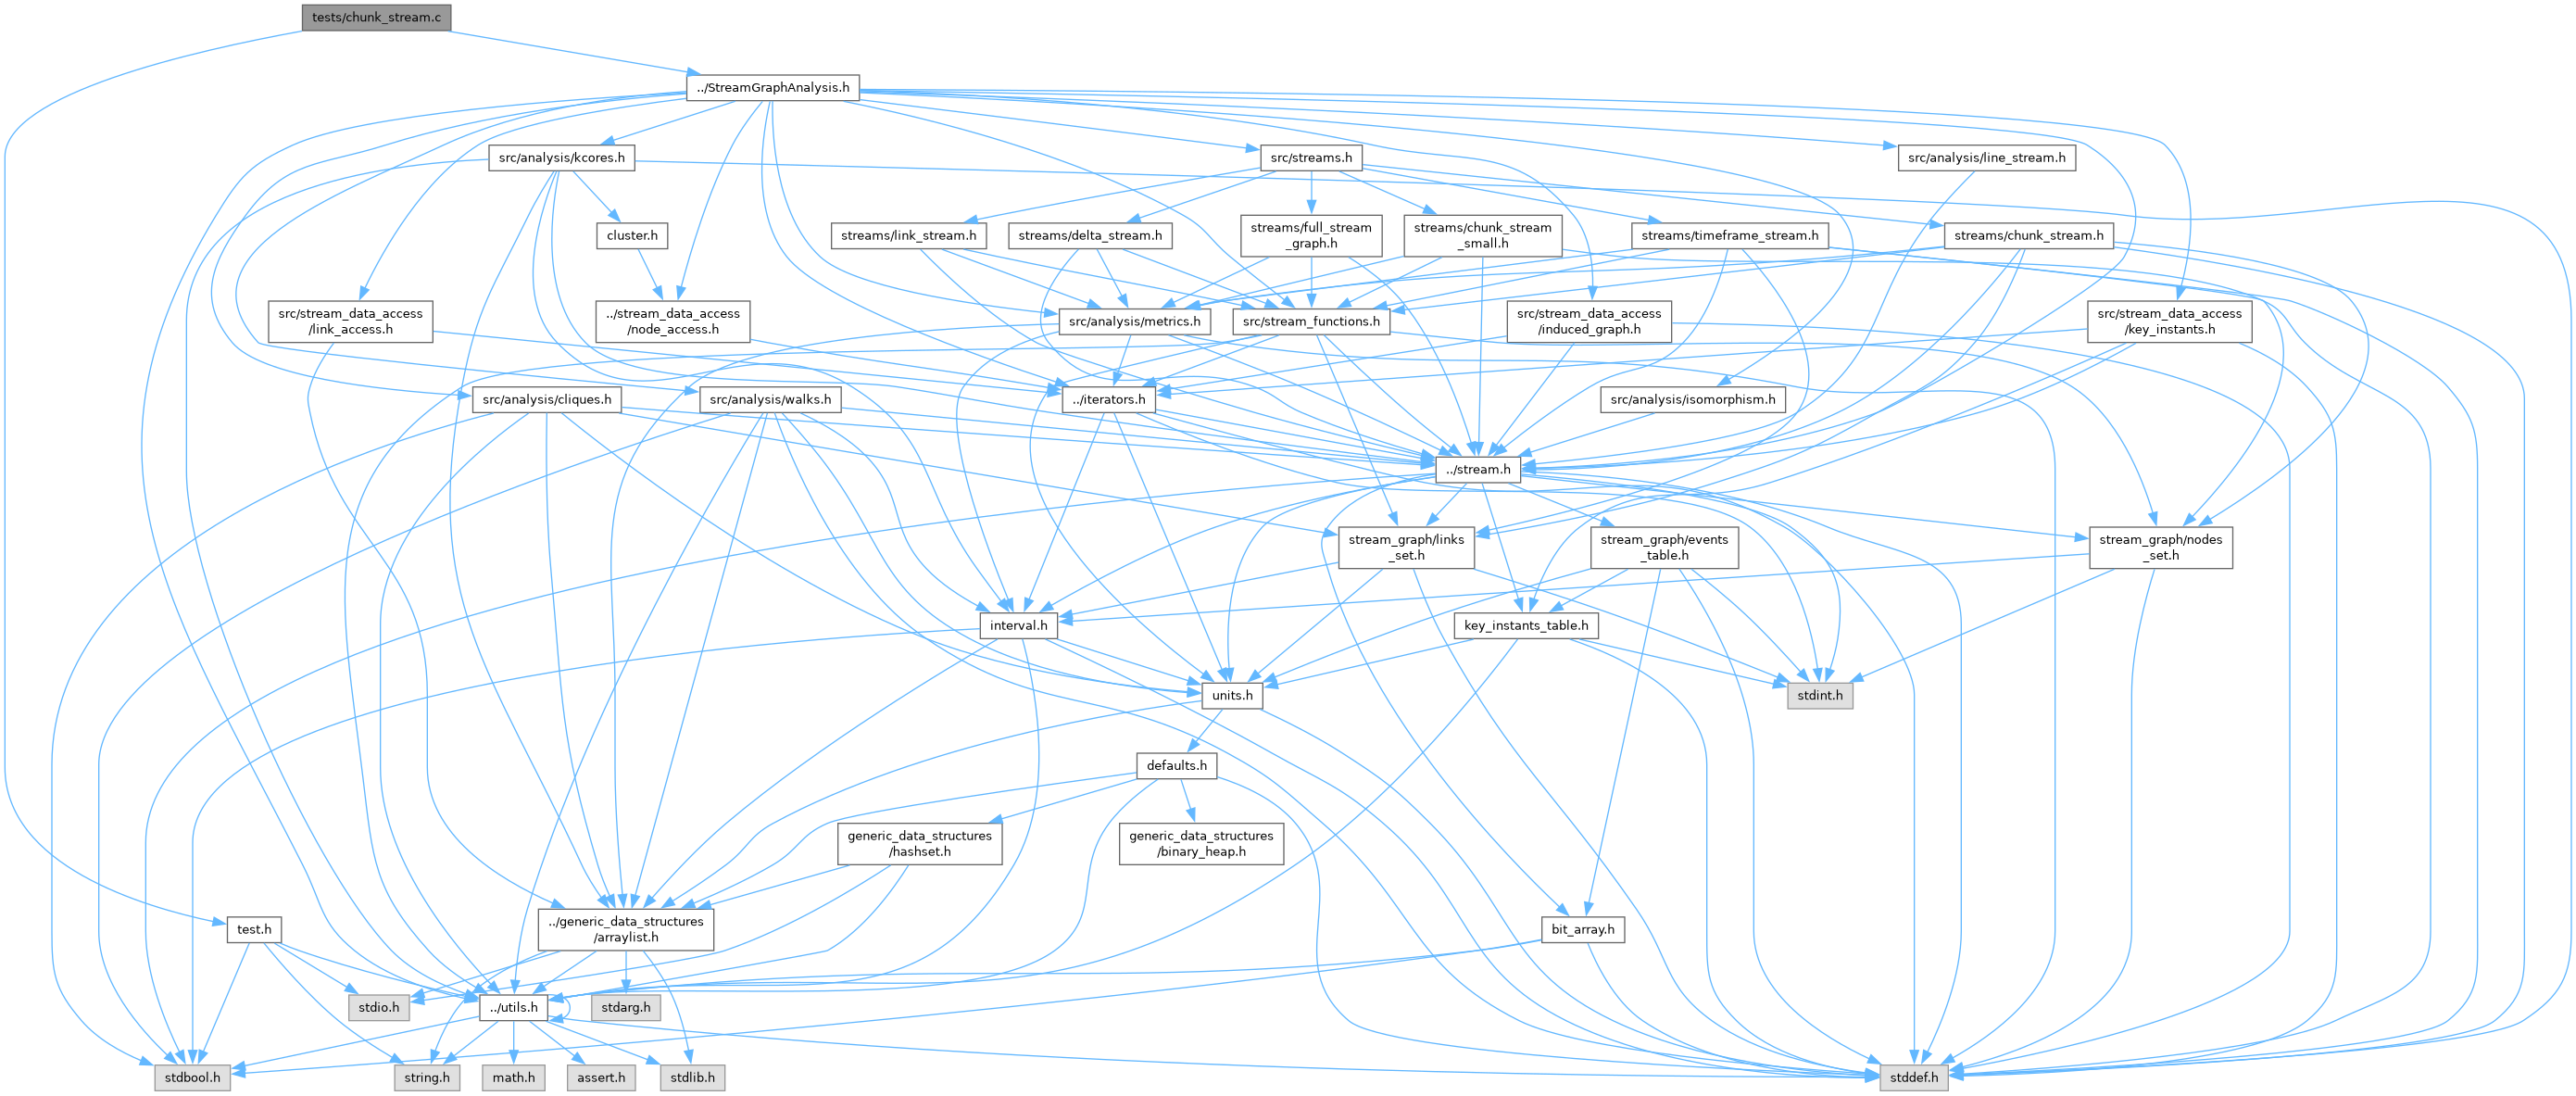 tests/chunk_stream.c
../StreamGraphAnalysis.h
src/analysis/kcores.h
src/streams.h
src/analysis/line_stream.h
cluster.h
streams/link_stream.h
streams/delta_stream.h
streams/full_stream
_graph.h
streams/chunk_stream
_small.h
streams/timeframe_stream.h
streams/chunk_stream.h
src/stream_data_access
/link_access.h
../stream_data_access
/node_access.h
src/analysis/metrics.h
src/stream_functions.h
src/stream_data_access
/induced_graph.h
src/stream_data_access
/key_instants.h
src/analysis/cliques.h
src/analysis/walks.h
../iterators.h
src/analysis/isomorphism.h
../stream.h
stream_graph/links
_set.h
stream_graph/events
_table.h
stream_graph/nodes
_set.h
interval.h
key_instants_table.h
units.h
stdint.h
defaults.h
generic_data_structures
/hashset.h
generic_data_structures
/binary_heap.h
test.h
../generic_data_structures
/arraylist.h
bit_array.h
stdio.h
../utils.h
stdarg.h
stdbool.h
string.h
math.h
assert.h
stdlib.h
stddef.h